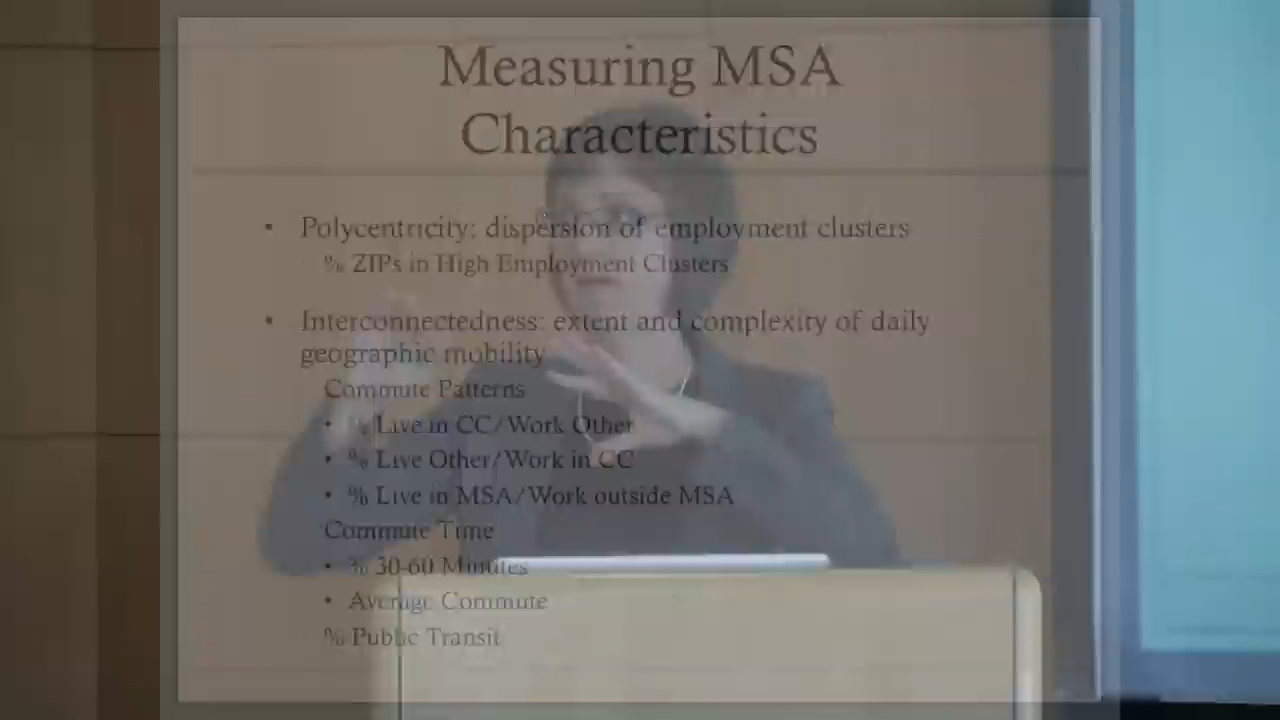 Measuring MSA
Characteristics
• Polycentricity: dispersion of employment clusters
% ZIPs in High Employment Clusters
• Interconnectedness: extent and complexity of daily
geographic mobility
Commute Patterns
• % Live in CC/Work Other
• % Live Other/Work in CC
• % Live in MSA/Work outside MSA
Commute Time
• % 30-60 Minutes
• Average Commute
% Public Transit